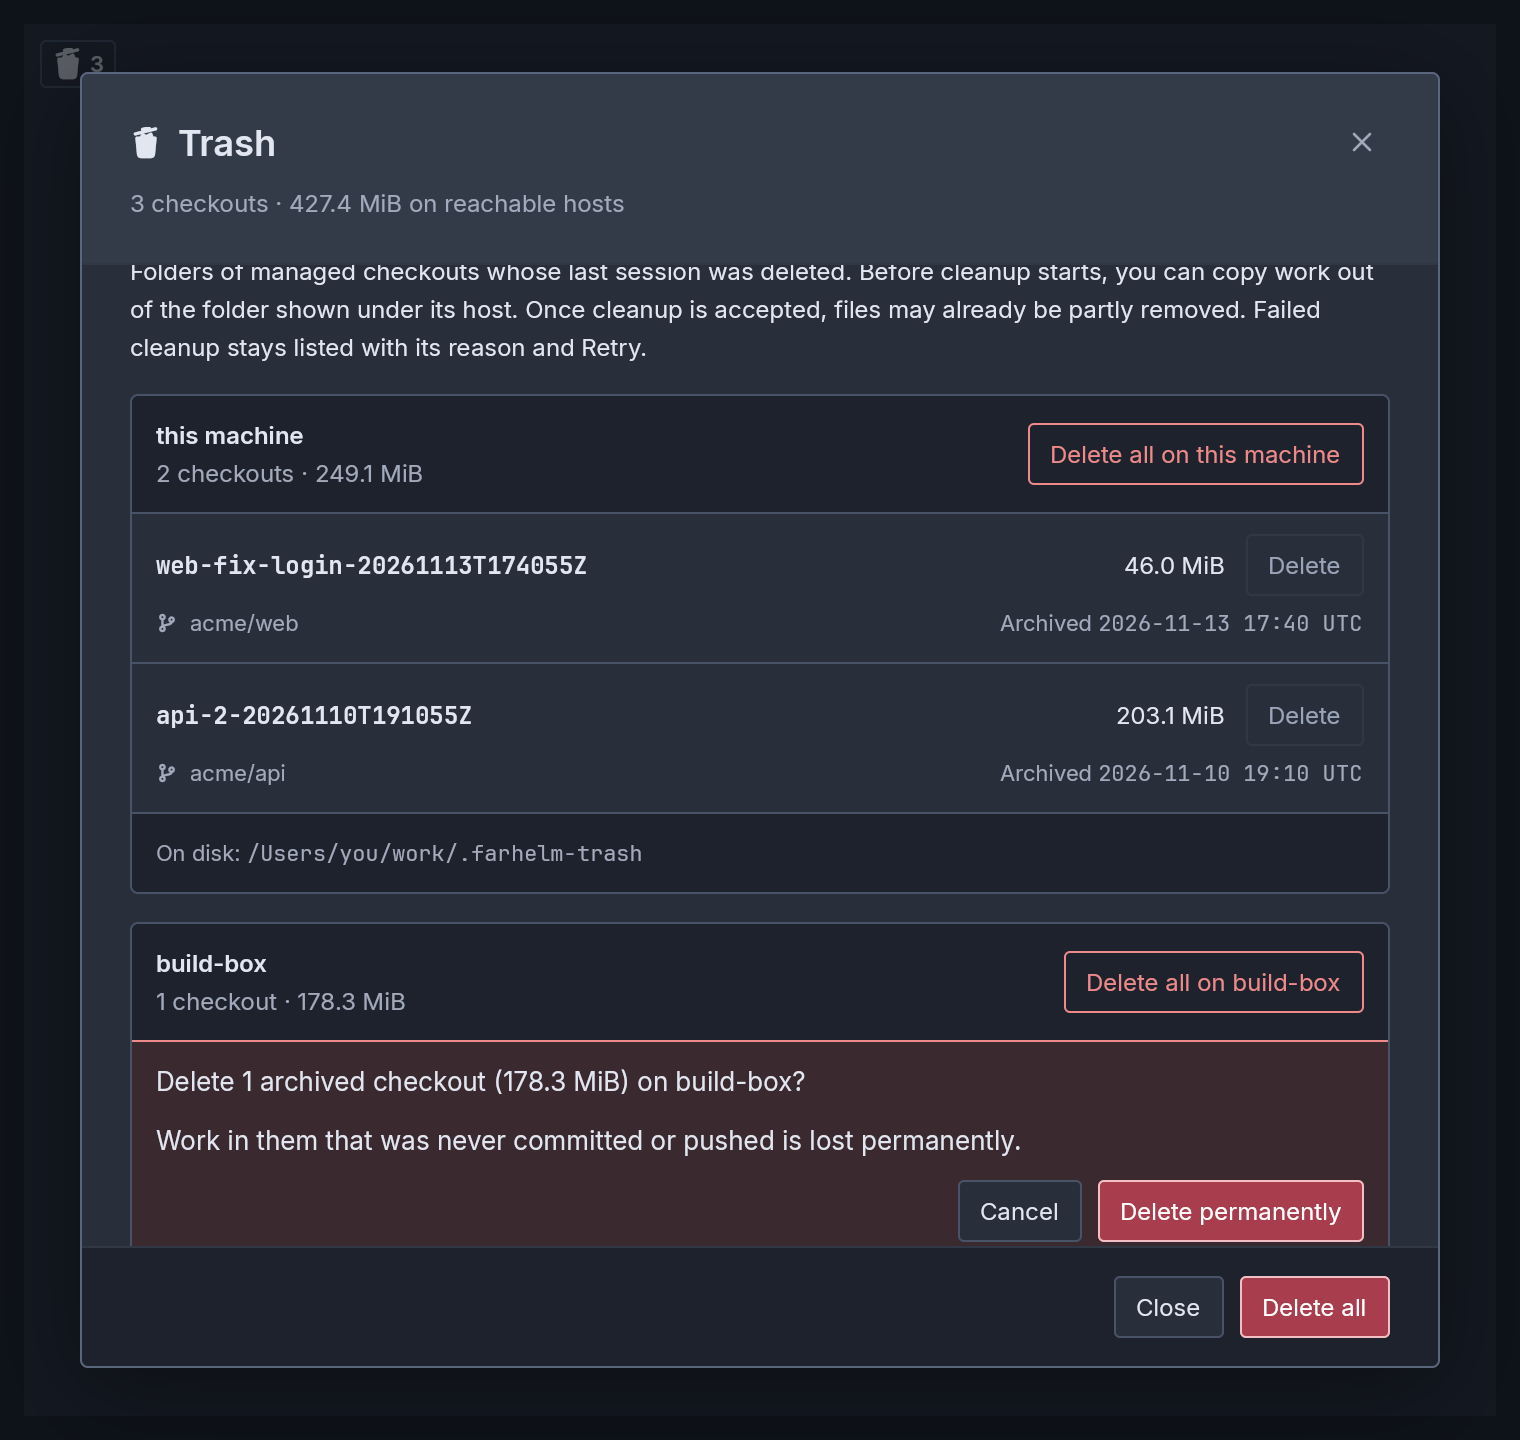 3
Trash
3 checkouts · 427.4 MiB on reachable hosts
Folders of managed checkouts whose last session was deleted. Before cleanup starts, you can copy work out
of the folder shown under its host. Once cleanup is accepted, files may already be partly removed. Failed
cleanup stays listed with its reason and Retry.
this machine
2 checkouts · 249.1 MiB
Delete all on this machine
web-fix-login-20261113T174055Z
46.0 MiB
Delete
acme/web
Archived 2026-11-13 17:40 UTC
api-2-20261110T191055Z
203.1 MiB
Delete
acme/api
Archived 2026-11-10 19:10 UTC
On disk: /Users/you/work/.farhelm-trash
build-box
1 checkout · 178.3 MiB
Delete all on build-box
Delete 1 archived checkout (178.3 MiB) on build-box?
Work in them that was never committed or pushed is lost permanently.
Cancel
Delete permanently
Close
Delete all